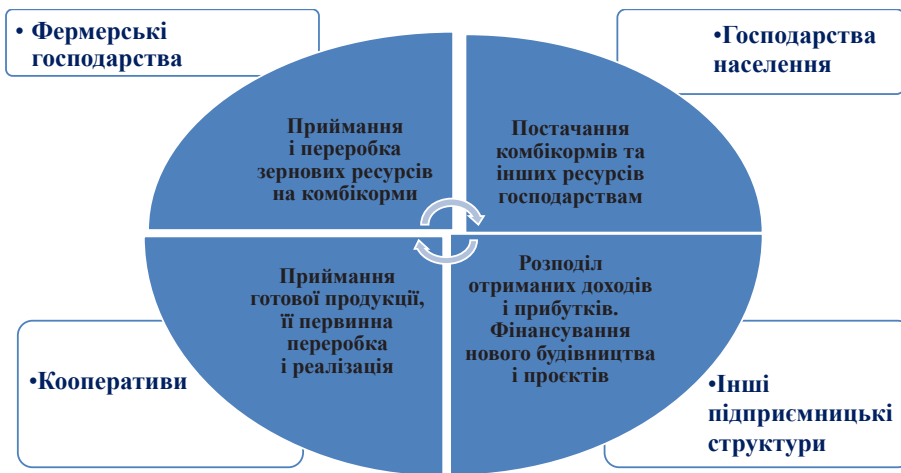 • Фермерські
господарства
•Господарства
населення
Приймання
і переробка
зернових ресурсів
на комбікорми
Постачання
комбікормів та
інших ресурсів
господарствам
Приймання
готової продукції,
її первинна
переробка
і реалізація
Розподіл
отриманих доходів
і прибутків.
Фінансування
нового будівництва
і проєктів
•Кооперативи
•Інші
підприємницькі
структури